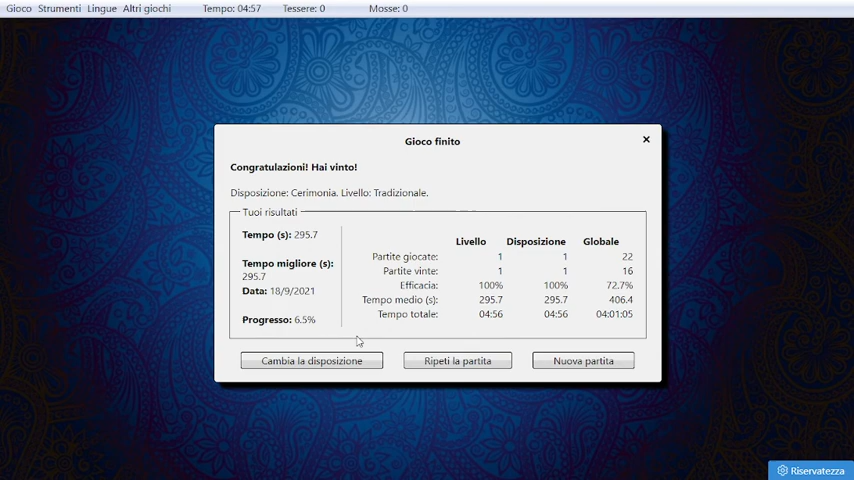 Gioco Strumenti Lingue Altri giochi Tempo: 04:57 Tessere: 0 Mosse: 0
Gioco finito
Congratulazioni! Hai vinto!
Disposizione: Cerimonia. Livello: Tradizionale.
Tuoi risultati
Tempo (s): 295.7
Tempo migliore (s):
295.7
Data: 18/9/2021
Progresso: 6.5%
Livello Disposizione Globale
Partite giocate: 1 1 22
Partite vinte: 1 1 16
Efficacia: 100% 100% 72.7%
Tempo medio (s): 295.7 295.7 406.4
Tempo totale: 04:56 04:56 04:01:05
Cambia la disposizione Ripeti la partita Nuova partita
Riservatezza